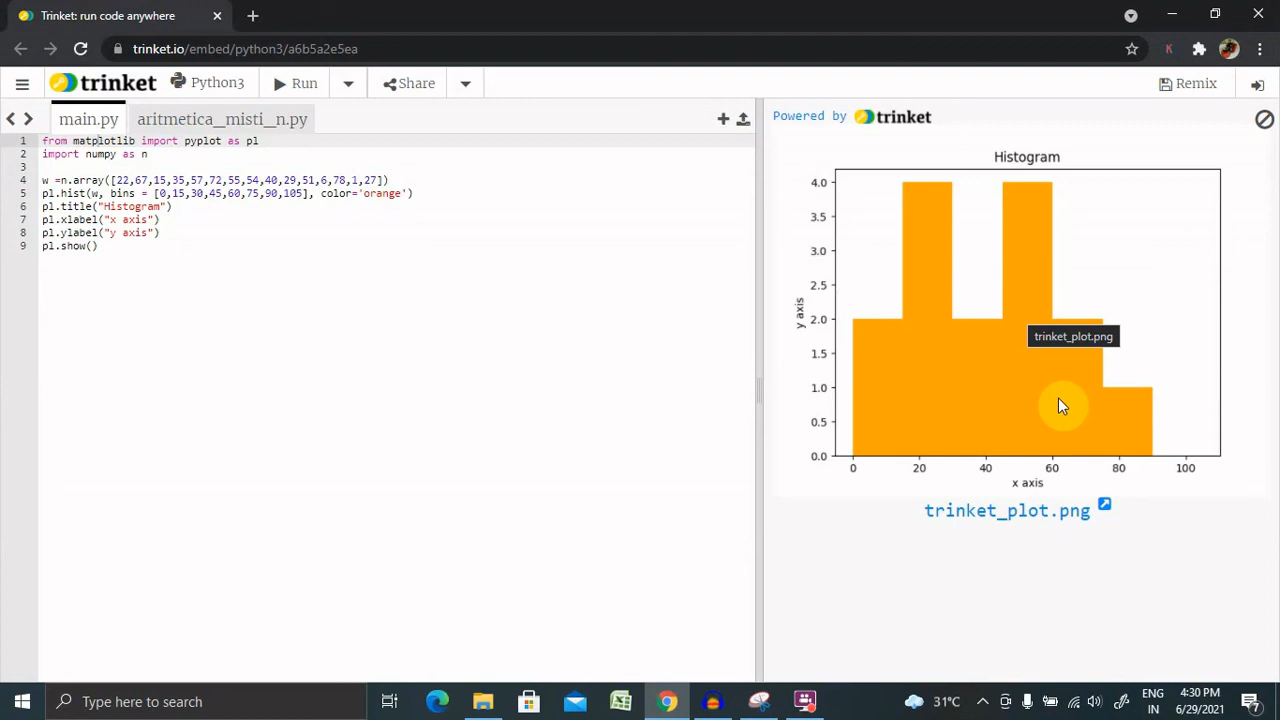 Trinket: run code anywhere
trinket.io/embed/python3/a6b5a2e5ea
K
trinket Python3 Run Share Remix
main.py aritmetica_misti_n.py
1 from matplotlib import pyplot as pl
2 import numpy as n
3
4 w =n.array([22,67,15,35,57,72,55,54,40,29,51,6,78,1,27])
5 pl.hist(w, bins = [0,15,30,45,60,75,90,105], color='orange')
6 pl.title("Histogram")
7 pl.xlabel("x axis")
8 pl.ylabel("y axis")
9 pl.show()
Powered by trinket
Histogram
4.0
3.5
3.0
2.5
2.0
1.5
1.0
0.5
0.0
y axis
trinket_plot.png
0 20 40 60 80 100
x axis
trinket_plot.png
Type here to search
31°C
ENG
IN
4:30 PM
6/29/2021
7